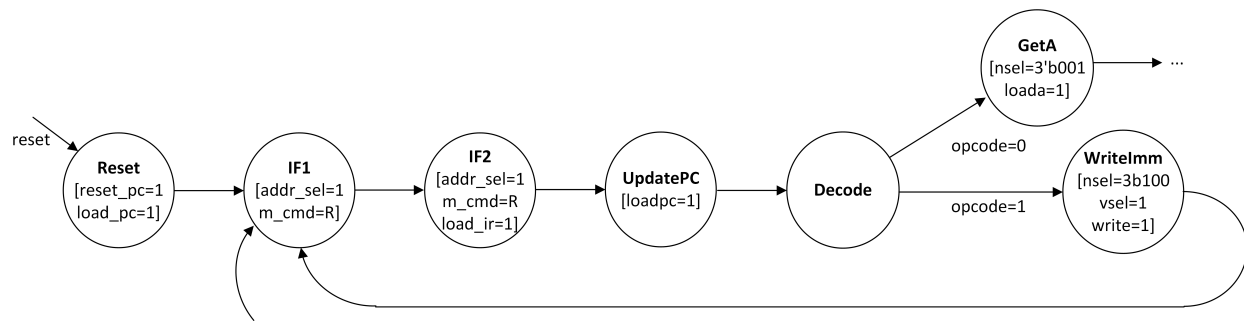 reset
Reset
[reset_pc=1
load_pc=1]
IF1
[addr_sel=1
m_cmd=R]
IF2
[addr_sel=1
m_cmd=R
load_ir=1]
UpdatePC
[loadpc=1]
Decode
opcode=0
GetA
[nsel=3'b001
loada=1]
...
opcode=1
WriteImm
[nsel=3b100
vsel=1
write=1]